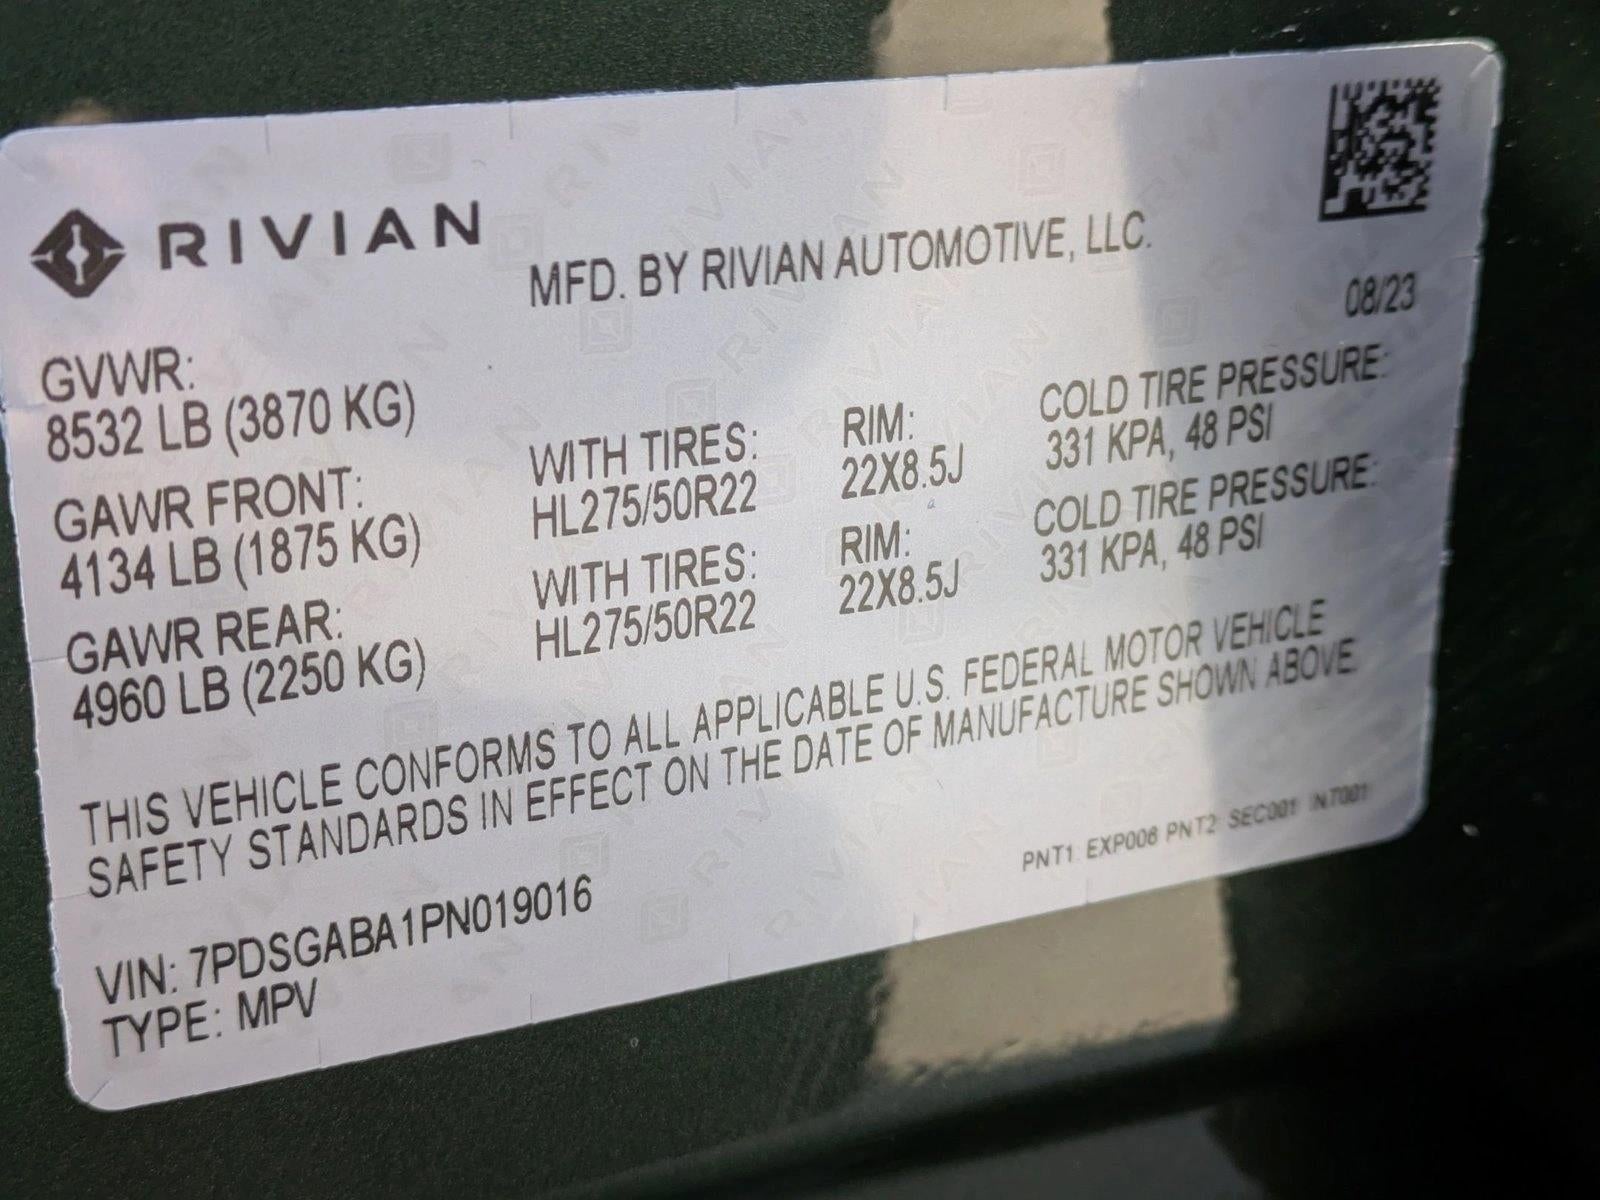 RIVIAN
MFD. BY RIVIAN AUTOMOTIVE, LLC.
08/23
GVWR:
8532 LB (3870 KG)
GAWR FRONT:
4134 LB (1875 KG)
WITH TIRES:
HL275/50R22
RIM:
22X8.5J
COLD TIRE PRESSURE:
331 KPA, 48 PSI
GAWR REAR:
4960 LB (2250 KG)
WITH TIRES:
HL275/50R22
RIM:
22X8.5J
COLD TIRE PRESSURE:
331 KPA, 48 PSI
THIS VEHICLE CONFORMS TO ALL APPLICABLE U.S. FEDERAL MOTOR VEHICLE
SAFETY STANDARDS IN EFFECT ON THE DATE OF MANUFACTURE SHOWN ABOVE.
PNT1: EXP006 PNT2: SEC001 INT001
VIN: 7PDSGABA1PN019016
TYPE: MPV